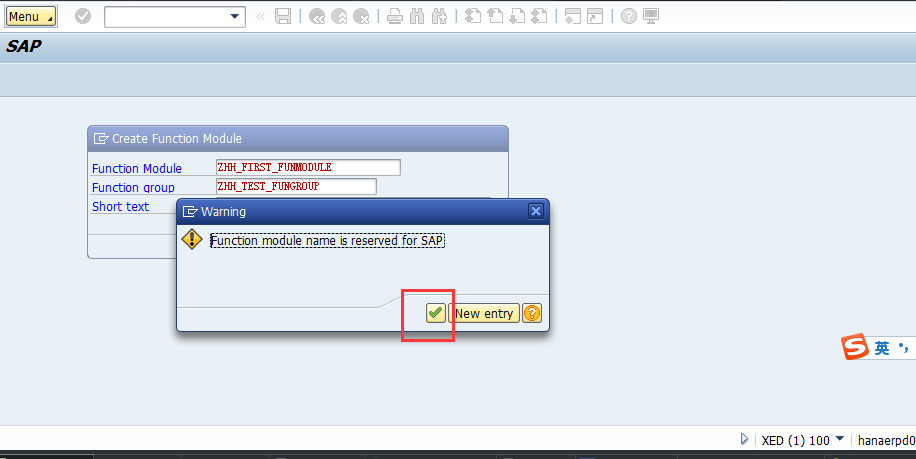 Menu
SAP
Create Function Module
Function Module ZHH_FIRST_FUNMODULE
Function group ZHH_TEST_FUNGROUP
Short text
Warning
Function module name is reserved for SAP
New entry
英
XED (1) 100 hanaerpd0